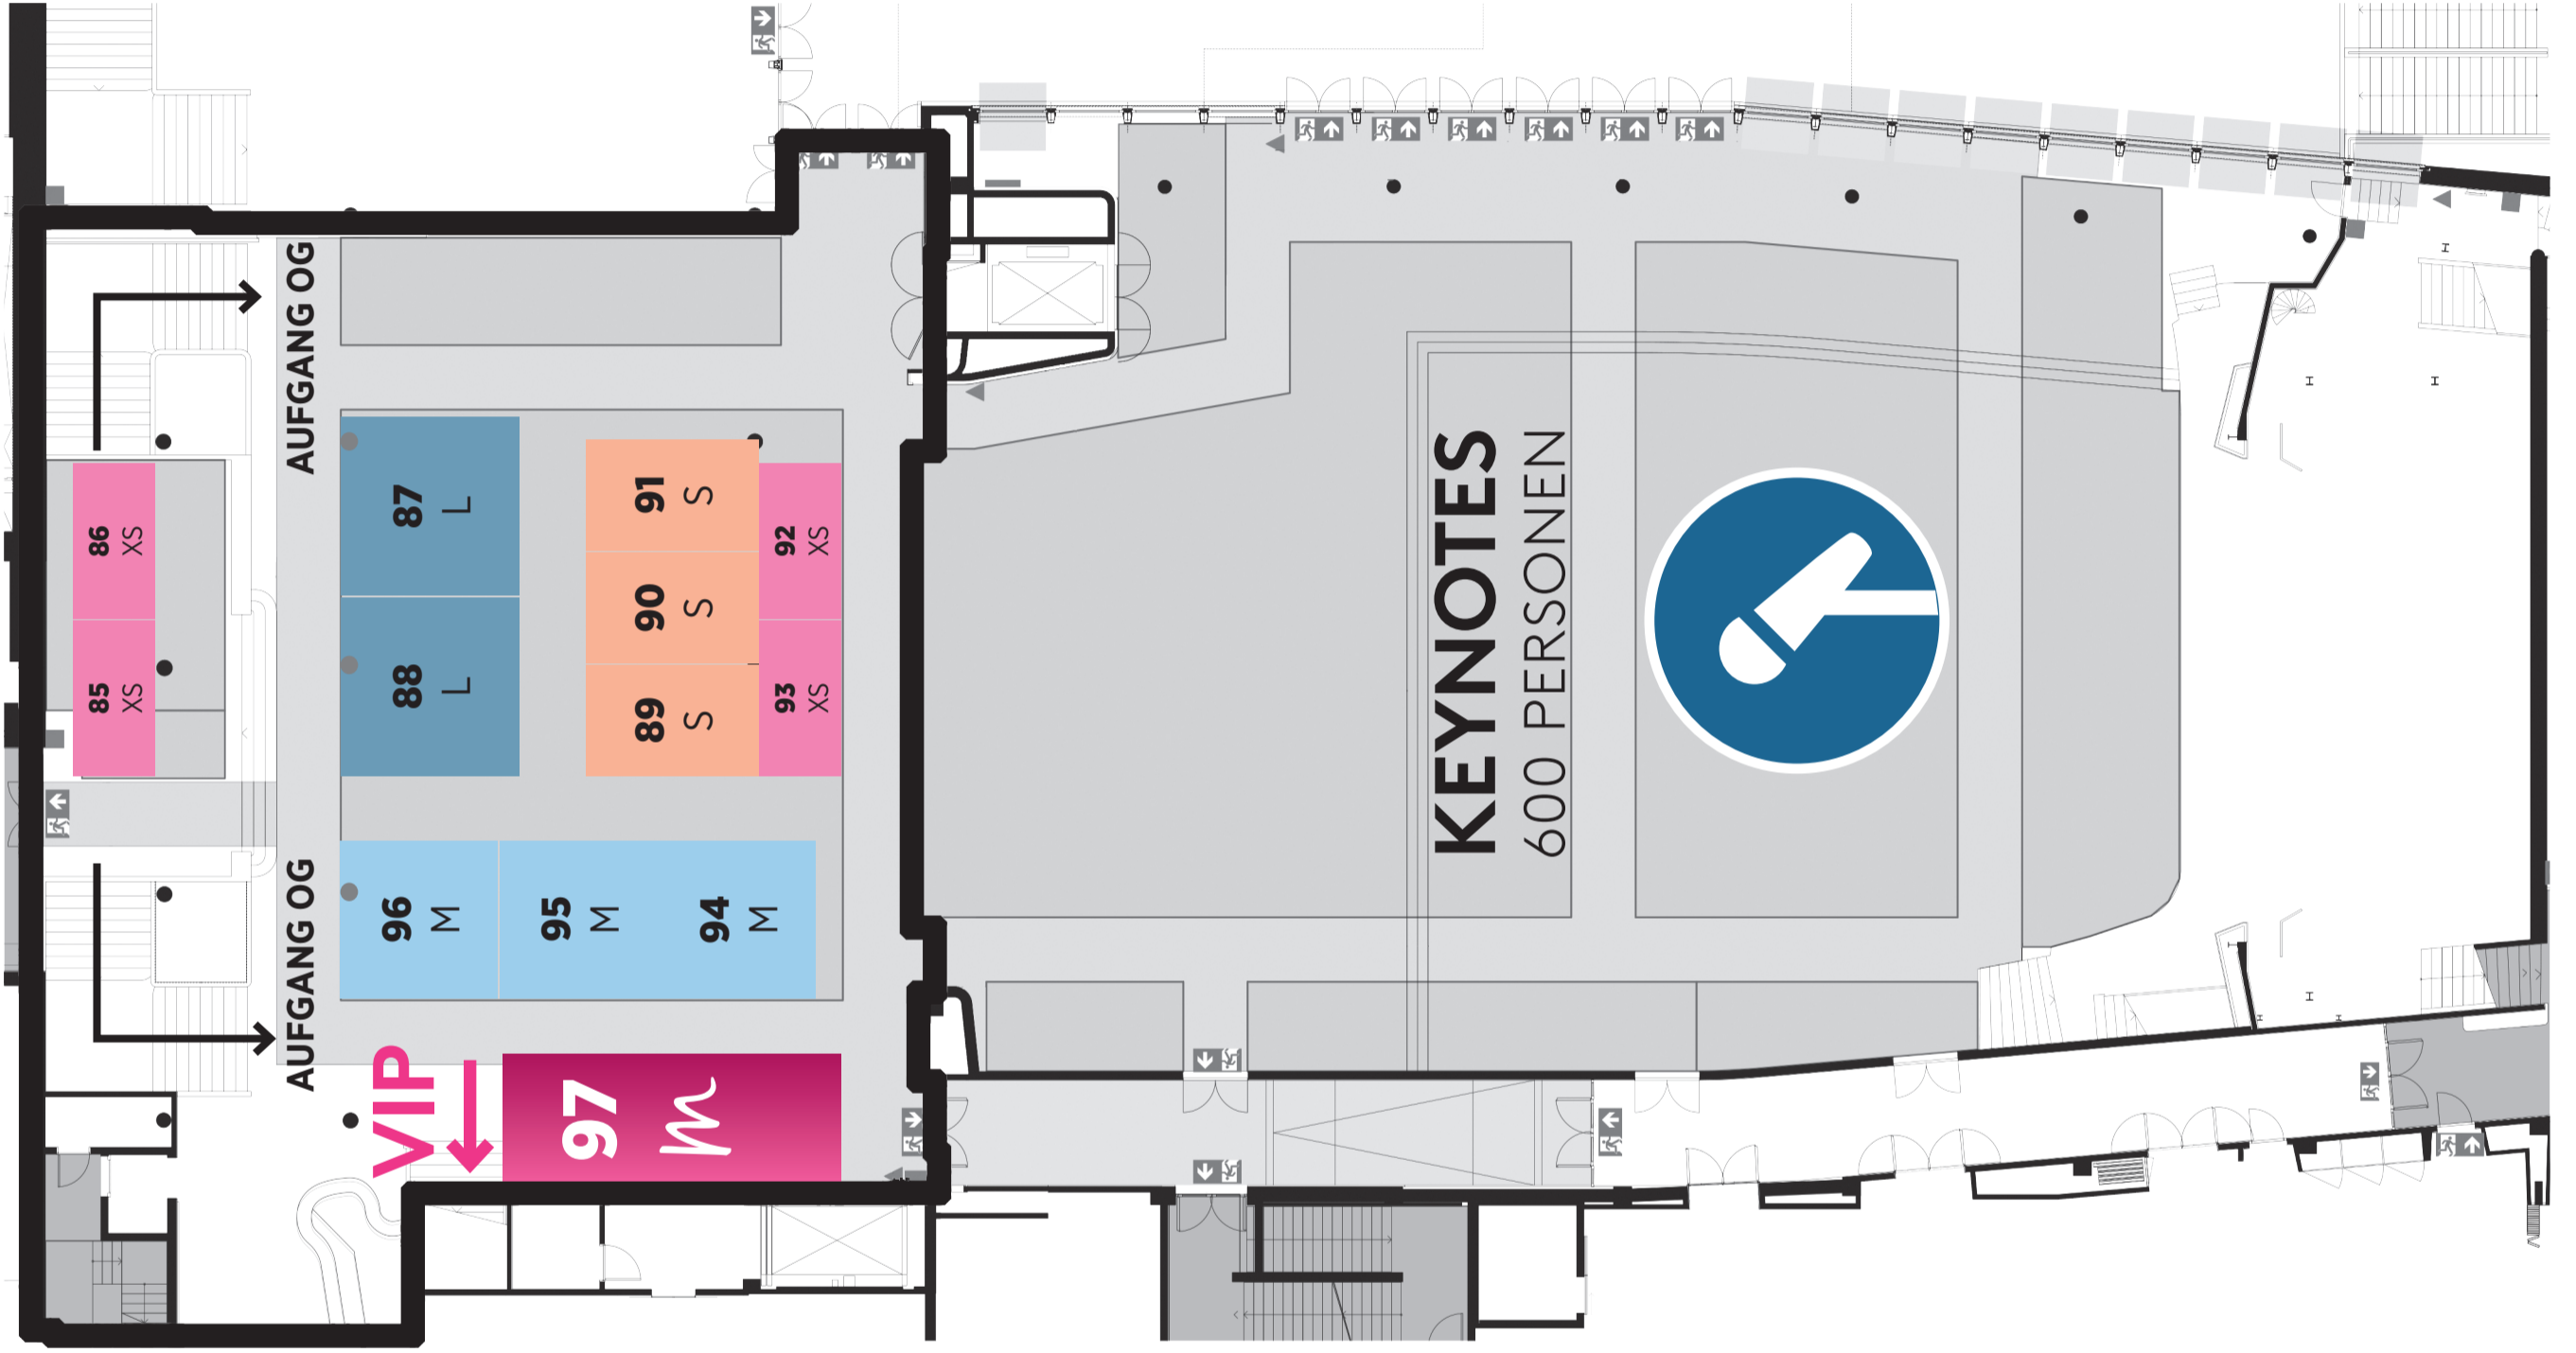 AUFGANG OG
86
XS
85
XS
87
L
88
L
91
S
90
S
89
S
92
XS
93
XS
96
M
95
M
94
M
AUFGANG OG
VIP
97
m
KEYNOTES
600 PERSONEN